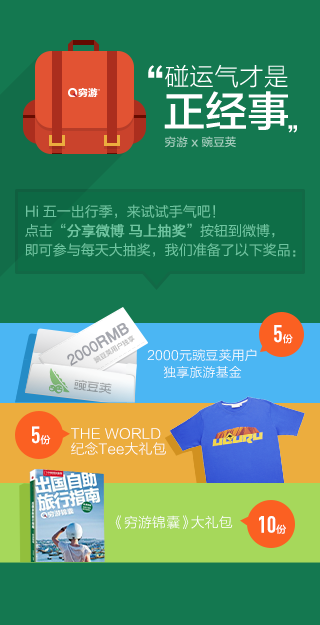 穷游
“碰运气才是
正经事”
穷游 x 豌豆荚
Hi 五一出行季，来试试手气吧！
点击“分享微博 马上抽奖”按钮到微博，
即可参与每天大抽奖，我们准备了以下奖品：
5份
2000RMB
豌豆荚用户独享
豌豆荚
2000元豌豆荚用户
独享旅游基金
5份
THE WORLD
纪念Tee大礼包
UGURU
出国自助
旅行指南
穷游锦囊
《穷游锦囊》大礼包
10份